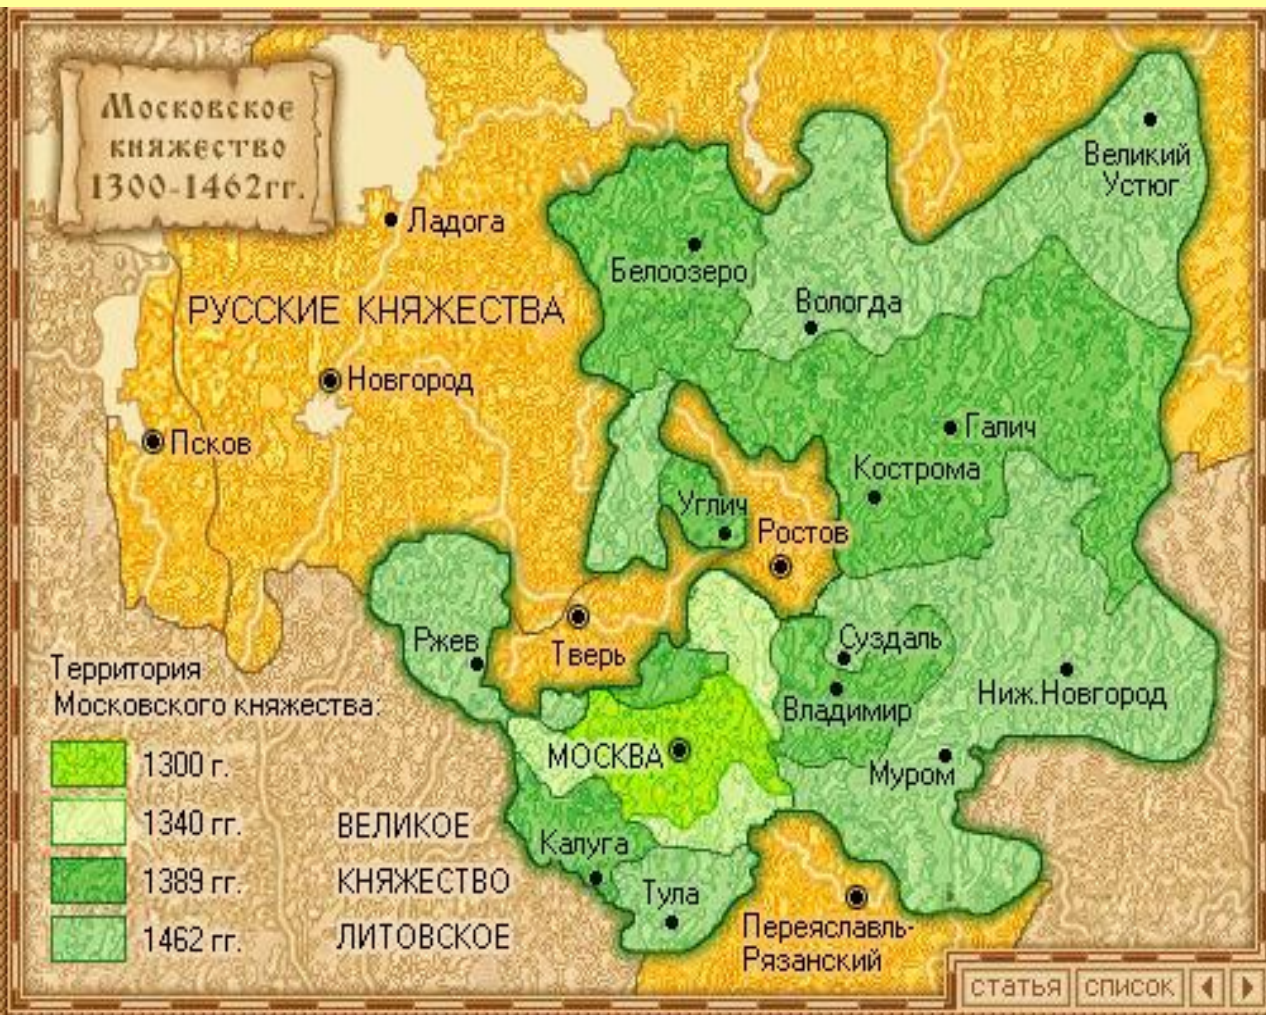 Московское
княжество
1300-1462гг.
Великий
Устюг
Ладога
Белоозеро
Вологда
РУССКИЕ КНЯЖЕСТВА
Новгород
Псков
Галич
Кострома
Углич
Ростов
Тверь
Ржев
Суздаль
Владимир
Ниж.Новгород
Муром
МОСКВА
Калуга
Тула
Переяславль-
Рязанский
Территория
Московского княжества:
1300 г.
1340 гг.
1389 гг.
1462 гг.
ВЕЛИКОЕ
КНЯЖЕСТВО
ЛИТОВСКОЕ
статья
список